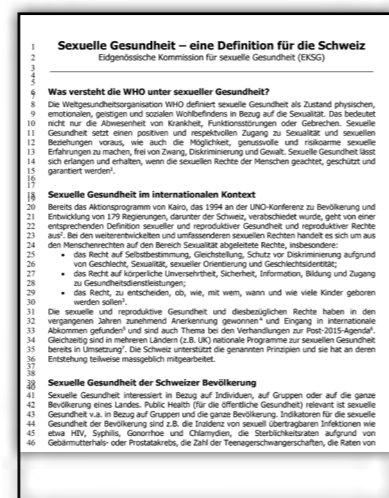 Sexuelle Gesundheit – eine Definition für die Schweiz
Eidgenössische Kommission für sexuelle Gesundheit (EKSG)
Was versteht die WHO unter sexueller Gesundheit?
Die Weltgesundheitsorganisation WHO definiert sexuelle Gesundheit als Zustand physischen,
emotionalen, geistigen und sozialen Wohlbefindens in Bezug auf die Sexualität. Das bedeutet
nicht nur die Abwesenheit von Krankheit, Funktionsstörungen oder Gebrechen. Sexuelle
Gesundheit setzt einen positiven und respektvollen Zugang zu Sexualität und sexuellen
Beziehungen voraus, wie auch die Möglichkeit, genussvolle und risikoarme sexuelle
Erfahrungen zu machen, frei von Zwang, Diskriminierung und Gewalt. Sexuelle Gesundheit lässt
sich erlangen und erhalten, wenn die sexuellen Rechte der Menschen geachtet, geschützt und
garantiert werden¹.
Sexuelle Gesundheit im internationalen Kontext
Bereits das Aktionsprogramm von Kairo, das 1994 an der UNO-Konferenz zu Bevölkerung und
Entwicklung von 179 Regierungen, darunter der Schweiz, verabschiedet wurde, geht von einer
entsprechenden Definition sexueller und reproduktiver Gesundheit und reproduktiver Rechte
aus². Bei den weiterentwickelten und umfassenderen sexuellen Rechten handelt es sich um aus
den Menschenrechten auf den Bereich Sexualität abgeleitete Rechte, insbesondere:
• das Recht auf Selbstbestimmung, Gleichstellung, Schutz vor Diskriminierung aufgrund
von Geschlecht, Sexualität, sexueller Orientierung und Geschlechtsidentität;
• das Recht auf körperliche Unversehrtheit, Sicherheit, Information, Bildung und Zugang
zu Gesundheitsdienstleistungen;
• das Recht, zu entscheiden, ob, wie, mit wem, wann und wie viele Kinder geboren
werden sollen³.
Die sexuelle und reproduktive Gesundheit und diesbezügliche Rechte haben in den
vergangenen Jahren zunehmend Anerkennung gewonnen⁴ und Eingang in internationale
Abkommen gefunden⁵ und sind auch Thema bei den Verhandlungen zur Post-2015-Agenda⁶.
Gleichzeitig sind in mehreren Ländern (z.B. UK) nationale Programme zur sexuellen Gesundheit
bereits in Umsetzung⁷. Die Schweiz unterstützt die genannten Prinzipien und sie hat an deren
Entstehung teilweise massgeblich mitgearbeitet.
Sexuelle Gesundheit der Schweizer Bevölkerung
Sexuelle Gesundheit interessiert in Bezug auf Individuen, auf Gruppen oder auf die ganze
Bevölkerung eines Landes. Public Health (für die öffentliche Gesundheit) relevant ist sexuelle
Gesundheit v.a. in Bezug auf Gruppen und die ganze Bevölkerung. Indikatoren für die sexuelle
Gesundheit der Bevölkerung sind z.B. die Inzidenz von sexuell übertragbaren Infektionen wie
etwa HIV, Syphilis, Gonorrhoe und Chlamydien, die Sterblichkeitsraten aufgrund von
Gebärmutterhals- oder Prostatakrebs, die Zahl der Teenagerschwangerschaften, die Raten von